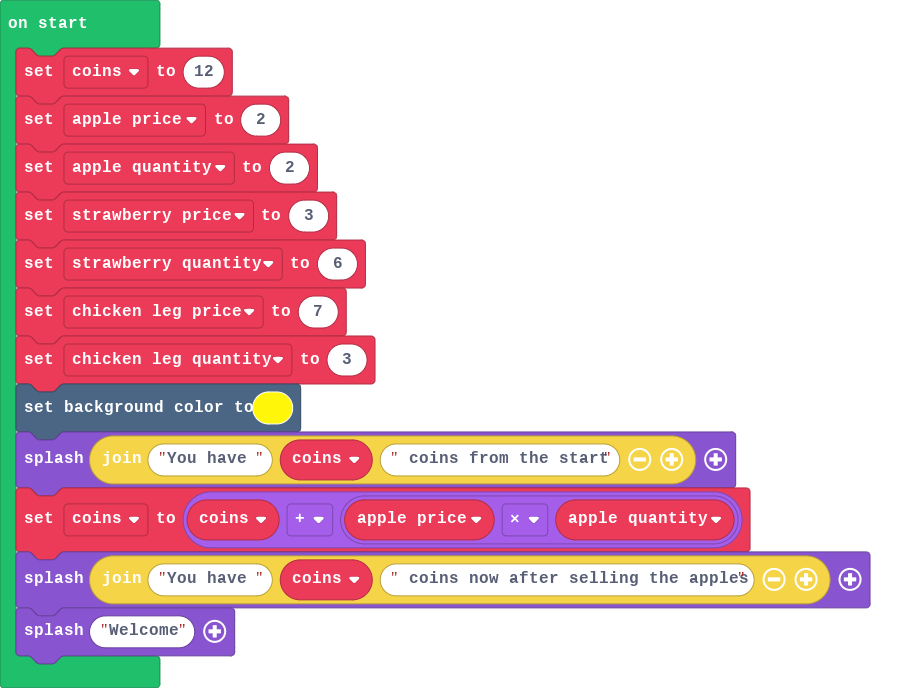 on start
set coins to 12
set apple price to 2
set apple quantity to 2
set strawberry price to 3
set strawberry quantity to 6
set chicken leg price to 7
set chicken leg quantity to 3
set background color to
splash join "You have " coins " coins from the start"
set coins to coins + apple price × apple quantity
splash join "You have " coins " coins now after selling the apples"
splash "Welcome"